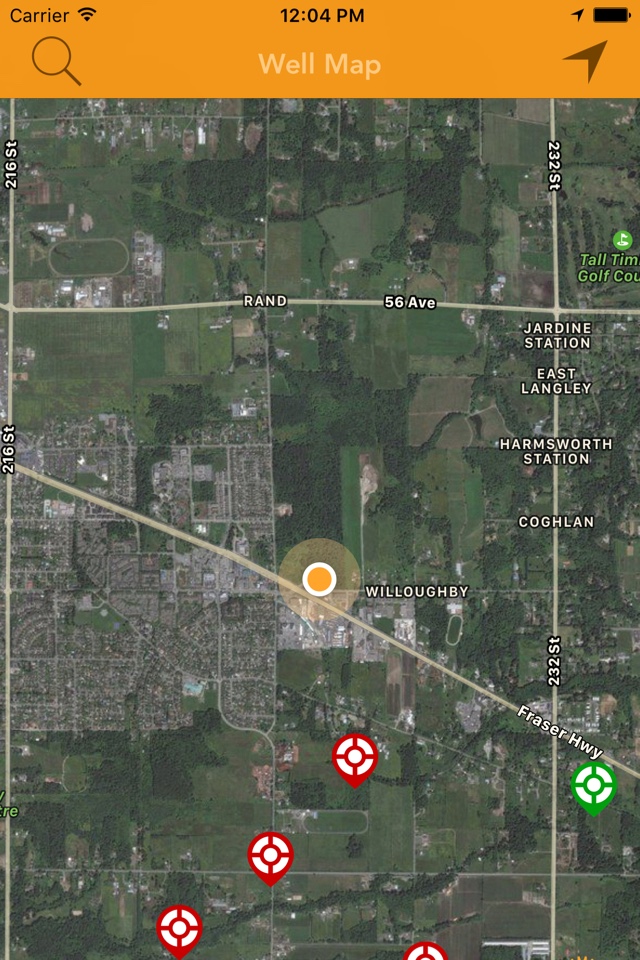 Carrier 12:04 PM
Well Map
216 St
232 St
Tall Tim
Golf Cou
RAND
56 Ave
JARDINE
STATION
EAST
LANGLEY
216 St
HARMSWORTH
STATION
COGHLAN
WILLOUGHBY
232 St
Fraser Hwy
tre